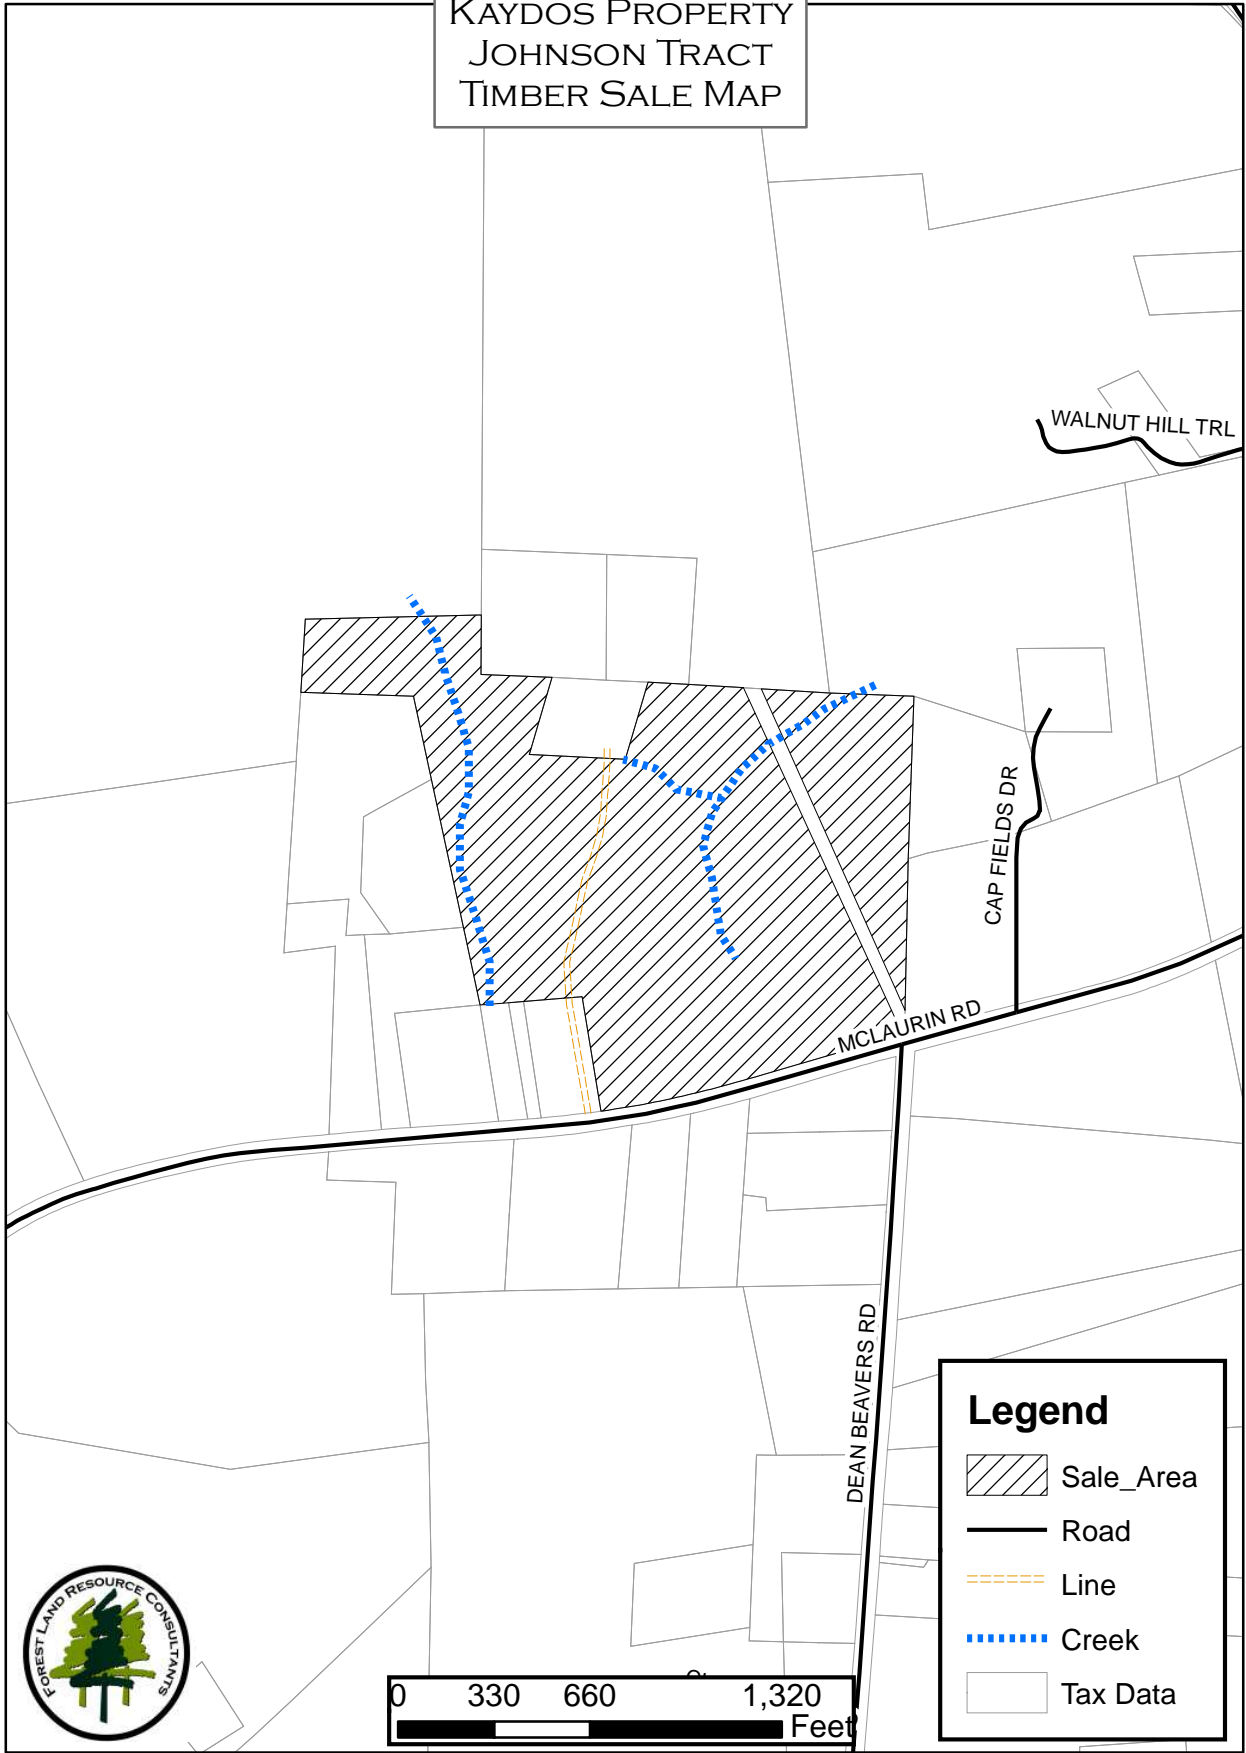 KAYDOS PROPERTY
JOHNSON TRACT
TIMBER SALE MAP
WALNUT HILL TRL
CAP FIELDS DR
MCLAURIN RD
DEAN BEAVERS RD
Legend
Sale_Area
Road
Line
Creek
Tax Data
FOREST LAND RESOURCE CONSULTANTS
0 330 660 1,320
Feet